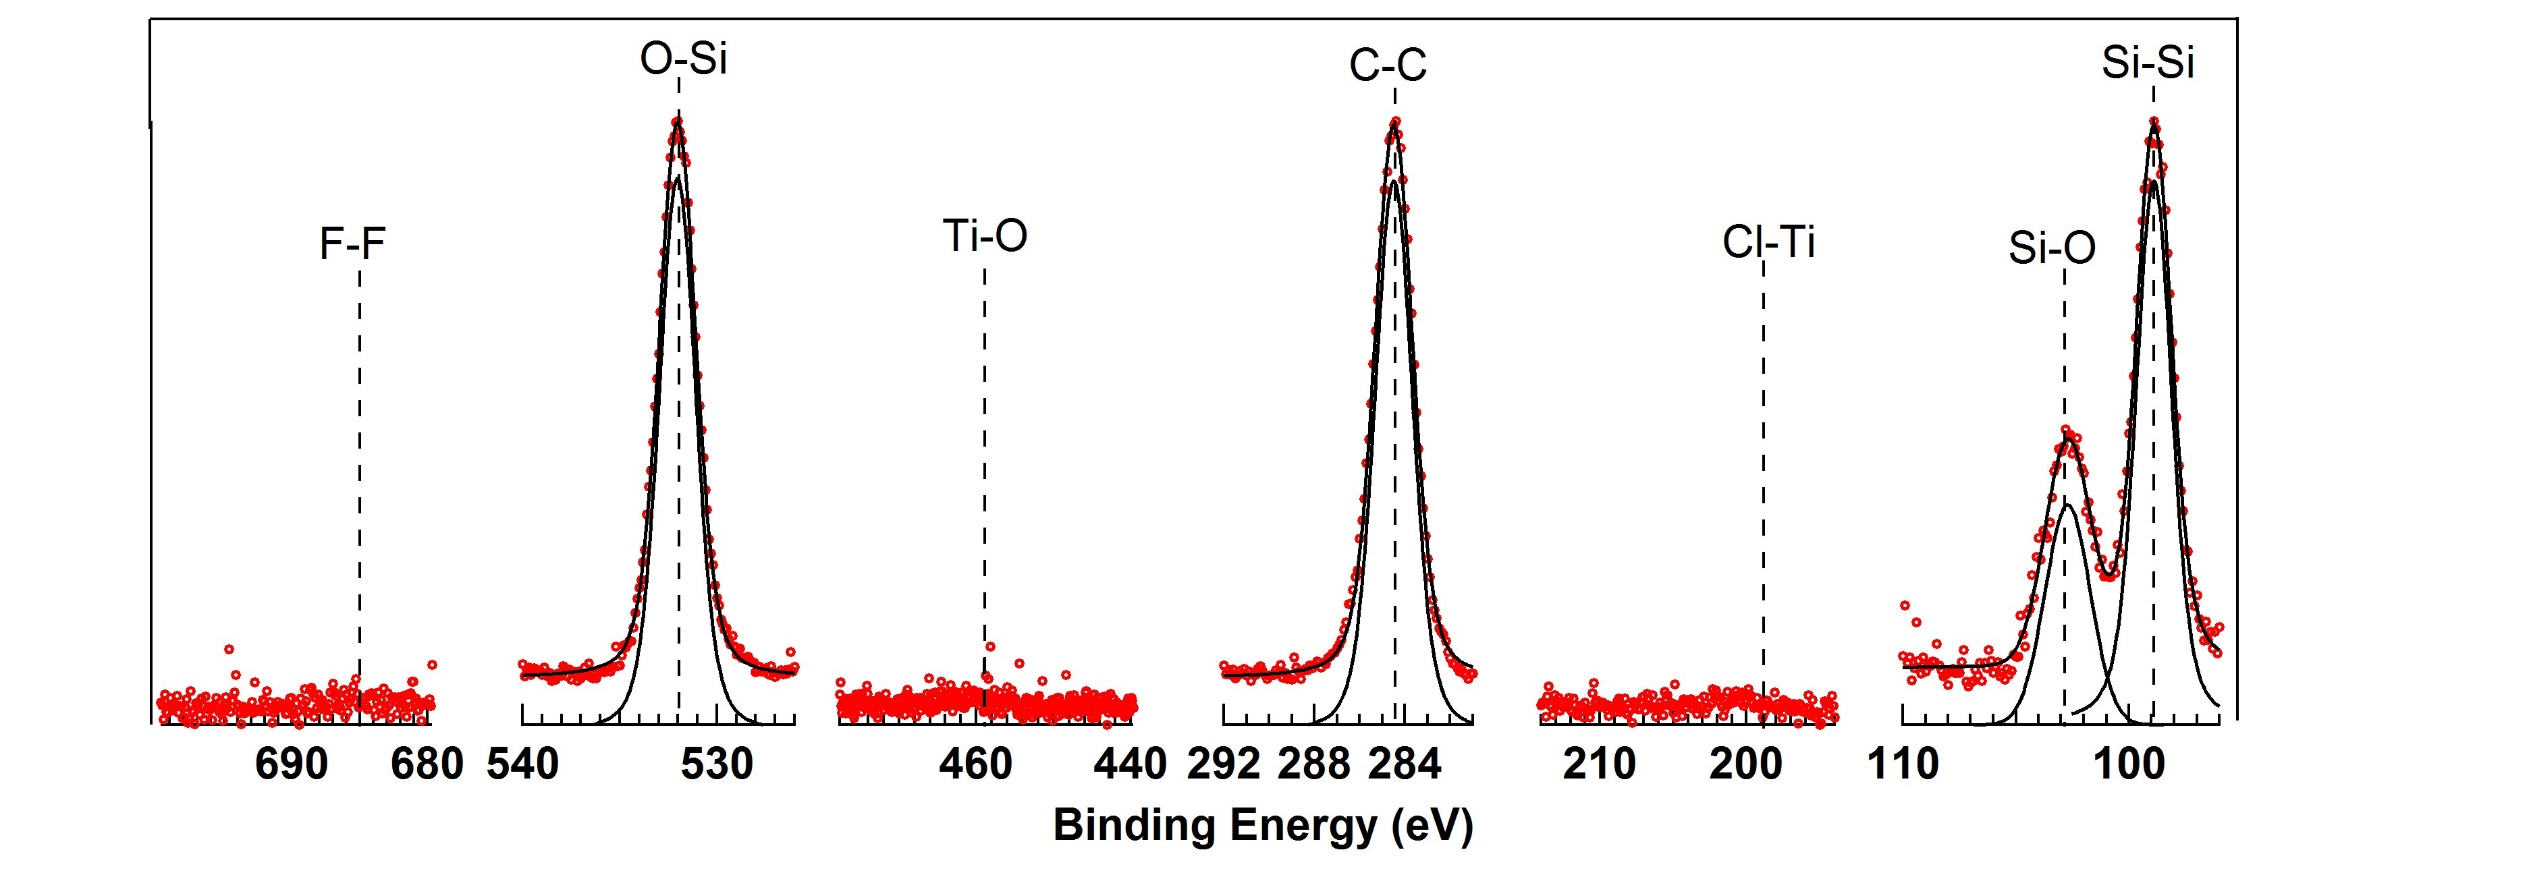 O-Si
C-C
Si-Si
F-F
Ti-O
Cl-Ti
Si-O
690 680 540 530 460 440 292 288 284 210 200 110 100
Binding Energy (eV)